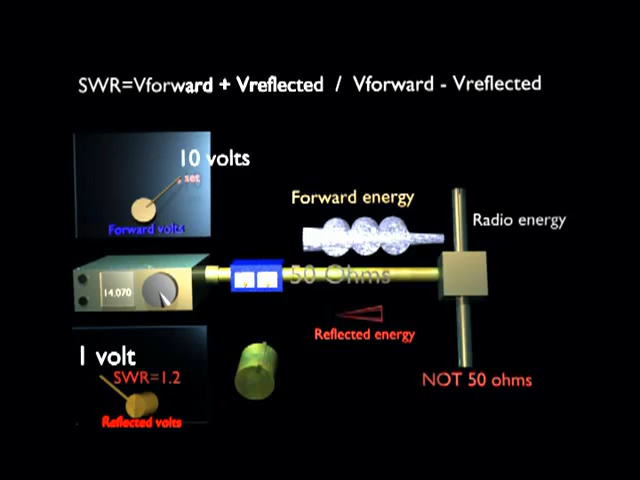 SWR=Vforward + Vreflected / Vforward - Vreflected
10 volts
set
Forward volts
Forward energy
Radio energy
14.070
50 Ohms
Reflected energy
1 volt
SWR=1.2
Reflected volts
NOT 50 ohms